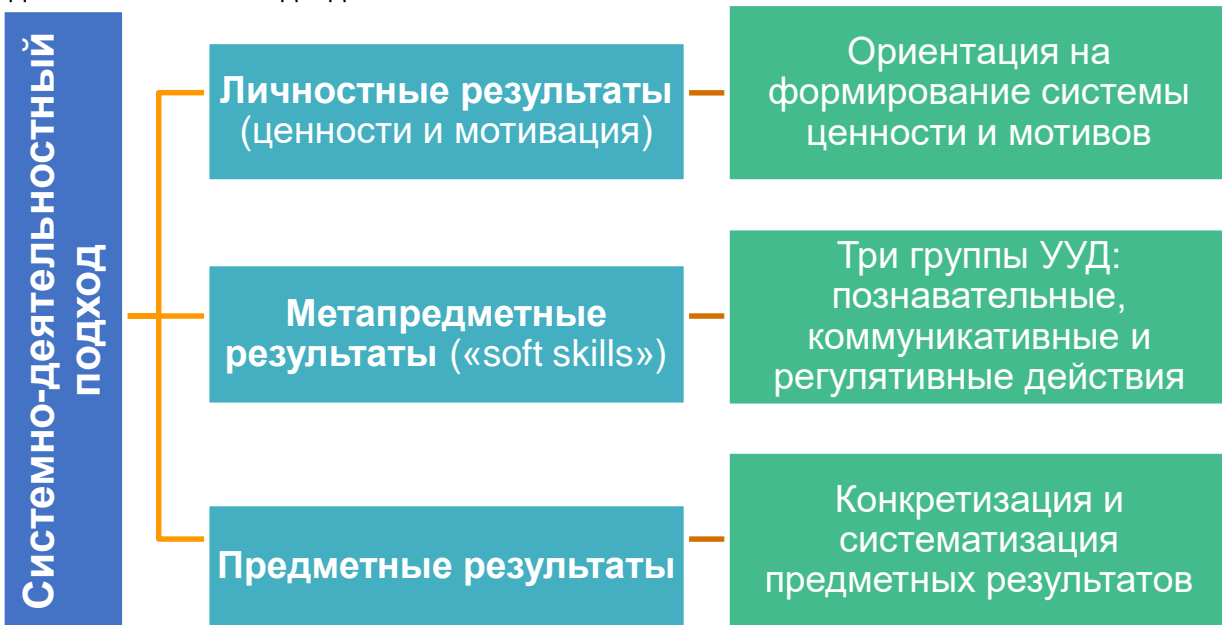 Системно-деятельностный
подход
Личностные результаты
(ценности и мотивация)
Ориентация на
формирование системы
ценности и мотивов
Метапредметные
результаты («soft skills»)
Три группы УУД:
познавательные,
коммуникативные и
регулятивные действия
Предметные результаты
Конкретизация и
систематизация
предметных результатов